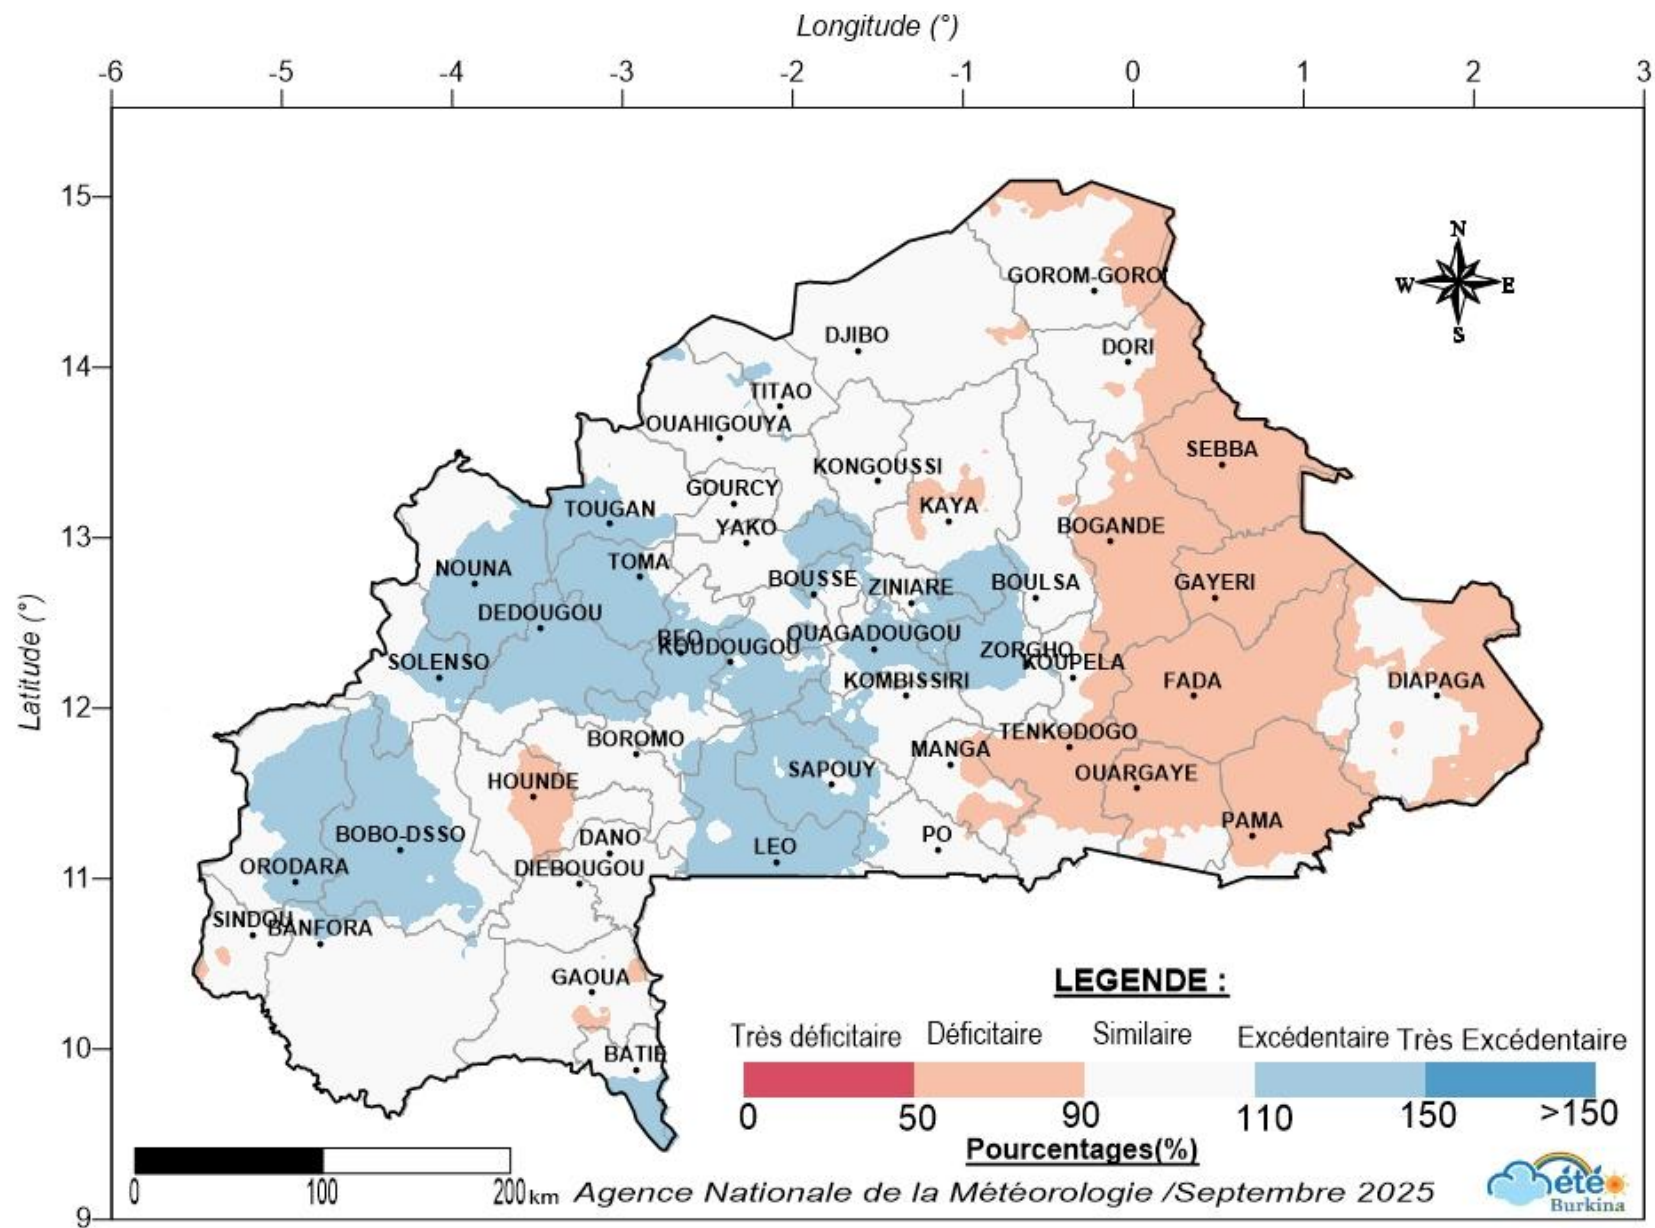 Longitude (°)
-6 -5 -4 -3 -2 -1 0 1 2 3
15
14
13
12
11
10
9
Latitude (°)
N
W E
S
GOROM-GORO
DJIBO
DORI
TITAO
OUAHIGOUYA
SEBBA
KONGOUSSI
GOURCY
KAYA
TOUGAN
YAKO
BOGANDE
TOMA
NOUNA
BOUSSE
ZINIARE
BOULSA
GAYERI
DEDOUGOU
REO
KOUDOUGOU
OUAGADOUGOU
ZORGHO
KOUPELA
SOLENSO
KOMBISSIRI
FADA
DIAPAGA
TENKODOGO
BOROMO
MANGA
SAPOUY
OUARGAYE
HOUNDE
PAMA
BOBO-DSSO
DANO
PO
LEO
ORODARA
DIEBOUGOU
SINDOU
BANFORA
GAOUA
BATIE
LEGENDE :
Très déficitaire Déficitaire Similaire Excédentaire Très Excédentaire
0 50 90 110 150 >150
Pourcentages(%)
0 100 200 km
Agence Nationale de la Météorologie /Septembre 2025
Météo
Burkina